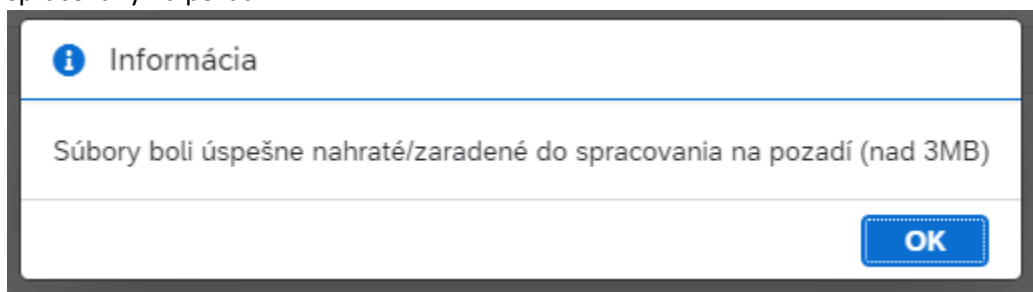 Informácia
Súbory boli úspešne nahraté/zaradené do spracovania na pozadí (nad 3MB)
OK